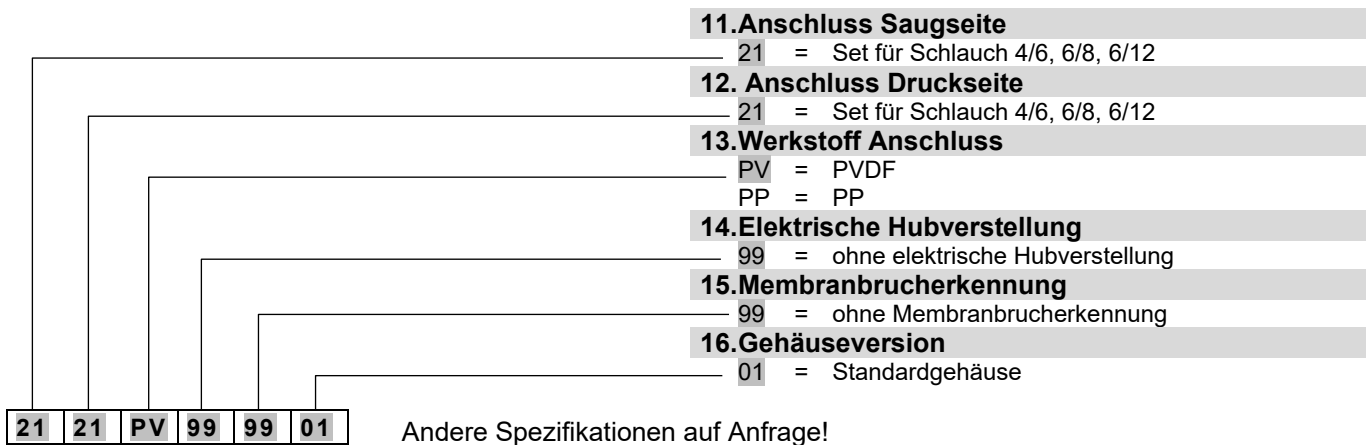 11.Anschluss Saugseite
21 = Set für Schlauch 4/6, 6/8, 6/12
12. Anschluss Druckseite
21 = Set für Schlauch 4/6, 6/8, 6/12
13.Werkstoff Anschluss
PV = PVDF
PP = PP
14.Elektrische Hubverstellung
99 = ohne elektrische Hubverstellung
15.Membranbrucherkennung
99 = ohne Membranbrucherkennung
16.Gehäuseversion
01 = Standardgehäuse
21 21 PV 99 99 01 Andere Spezifikationen auf Anfrage!